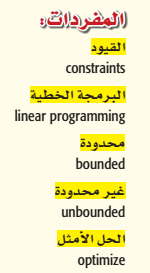 المفردات:
القيود
constraints
البرمجة الخطية
linear programming
محدودة
bounded
غير محدودة
unbounded
الحل الأمثل
optimize